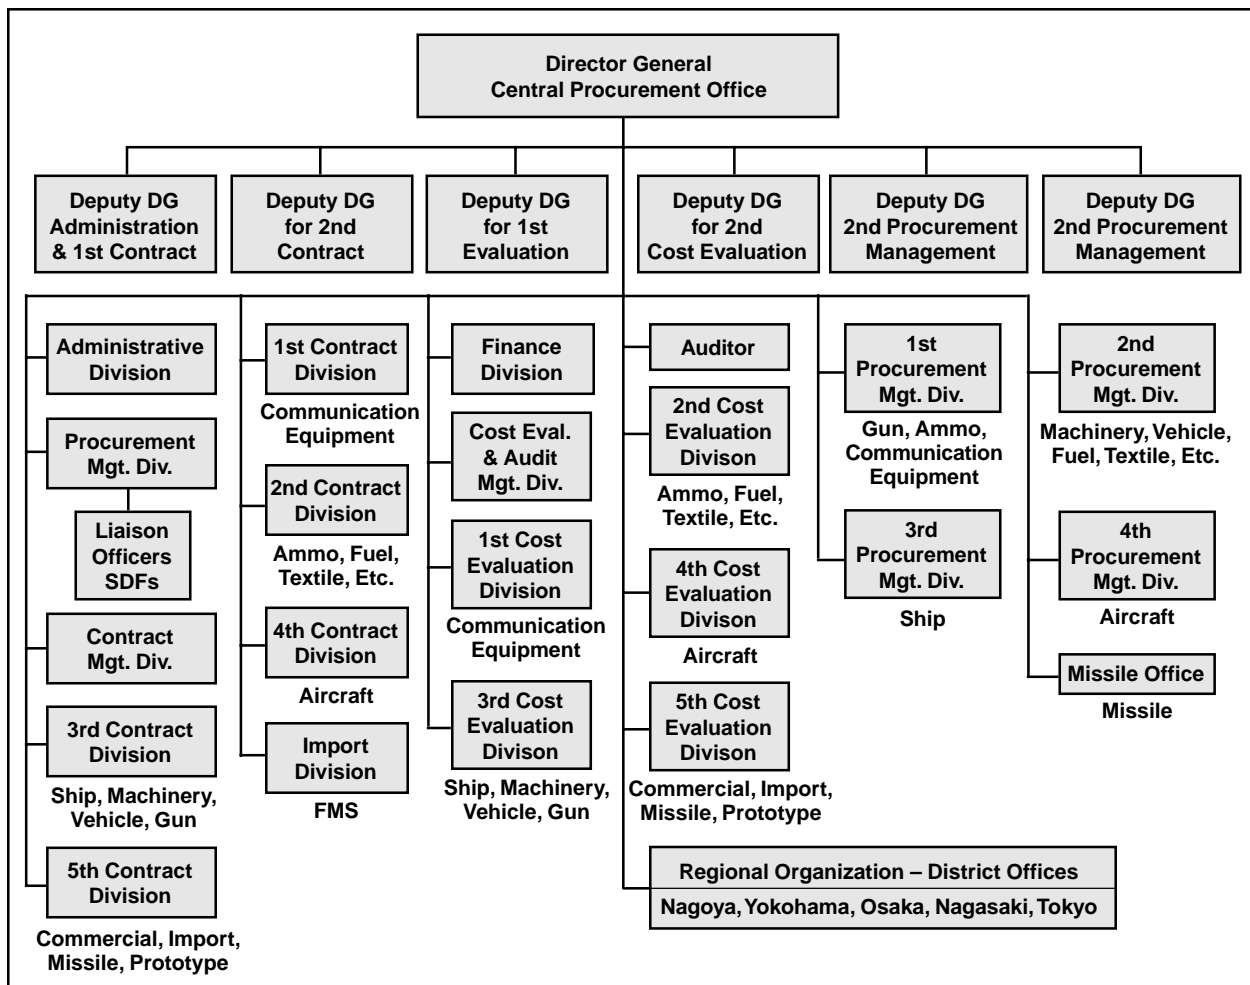 Director General
Central Procurement Office
Deputy DG
Administration
& 1st Contract
Deputy DG
for 2nd
Contract
Deputy DG
for 1st
Evaluation
Deputy DG
for 2nd
Cost Evaluation
Deputy DG
2nd Procurement
Management
Deputy DG
2nd Procurement
Management
Administrative
Division
Procurement
Mgt. Div.
Liaison
Officers
SDFs
Contract
Mgt. Div.
3rd Contract
Division
Ship, Machinery,
Vehicle, Gun
5th Contract
Division
Commercial, Import,
Missile, Prototype
1st Contract
Division
Communication
Equipment
2nd Contract
Division
Ammo, Fuel,
Textile, Etc.
4th Contract
Division
Aircraft
Import
Division
FMS
Finance
Division
Cost Eval.
& Audit
Mgt. Div.
1st Cost
Evaluation
Division
Communication
Equipment
3rd Cost
Evaluation
Divison
Ship, Machinery,
Vehicle, Gun
Auditor
2nd Cost
Evaluation
Divison
Ammo, Fuel,
Textile, Etc.
4th Cost
Evaluation
Divison
Aircraft
5th Cost
Evaluation
Divison
Commercial, Import,
Missile, Prototype
1st
Procurement
Mgt. Div.
Gun, Ammo,
Communication
Equipment
3rd
Procurement
Mgt. Div.
Ship
2nd
Procurement
Mgt. Div.
Machinery, Vehicle,
Fuel, Textile, Etc.
4th
Procurement
Mgt. Div.
Aircraft
Missile Office
Missile
Regional Organization – District Offices
Nagoya, Yokohama, Osaka, Nagasaki, Tokyo